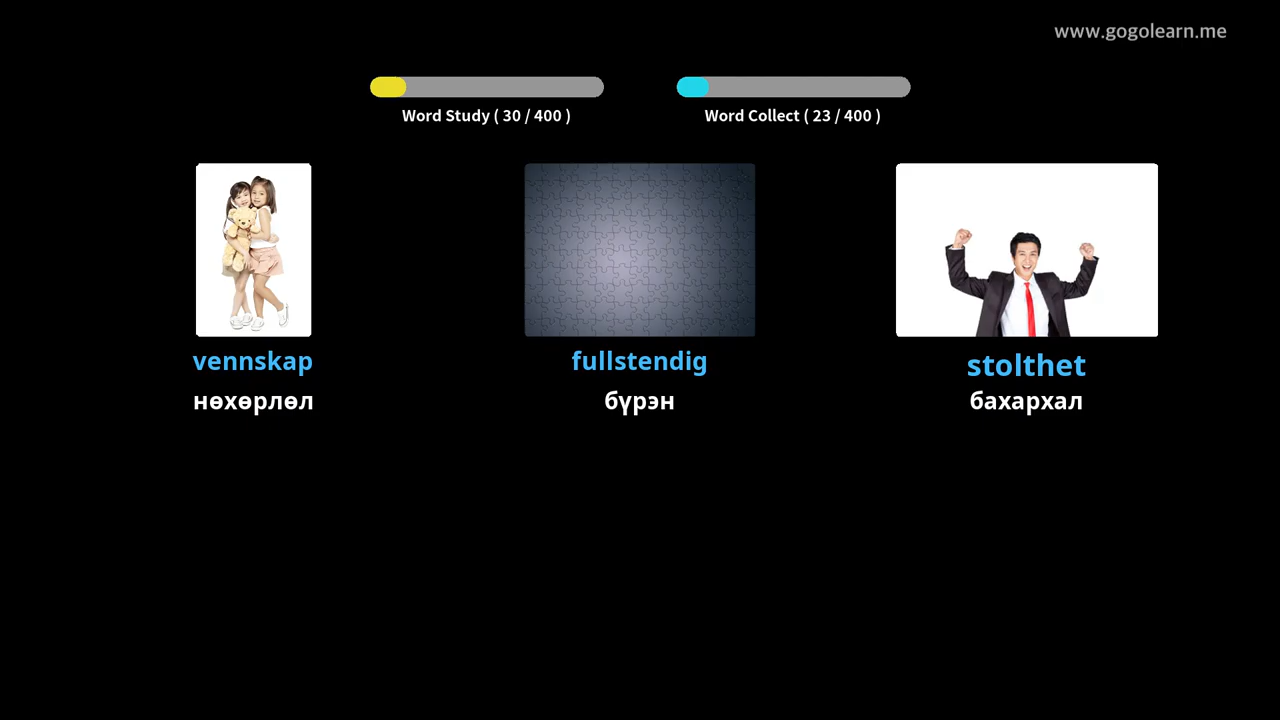 www.gogolearn.me
Word Study ( 30 / 400 )
Word Collect ( 23 / 400 )
vennskap
fullstendig
stolthet
нөхөрлөл
бүрэн
бахархал